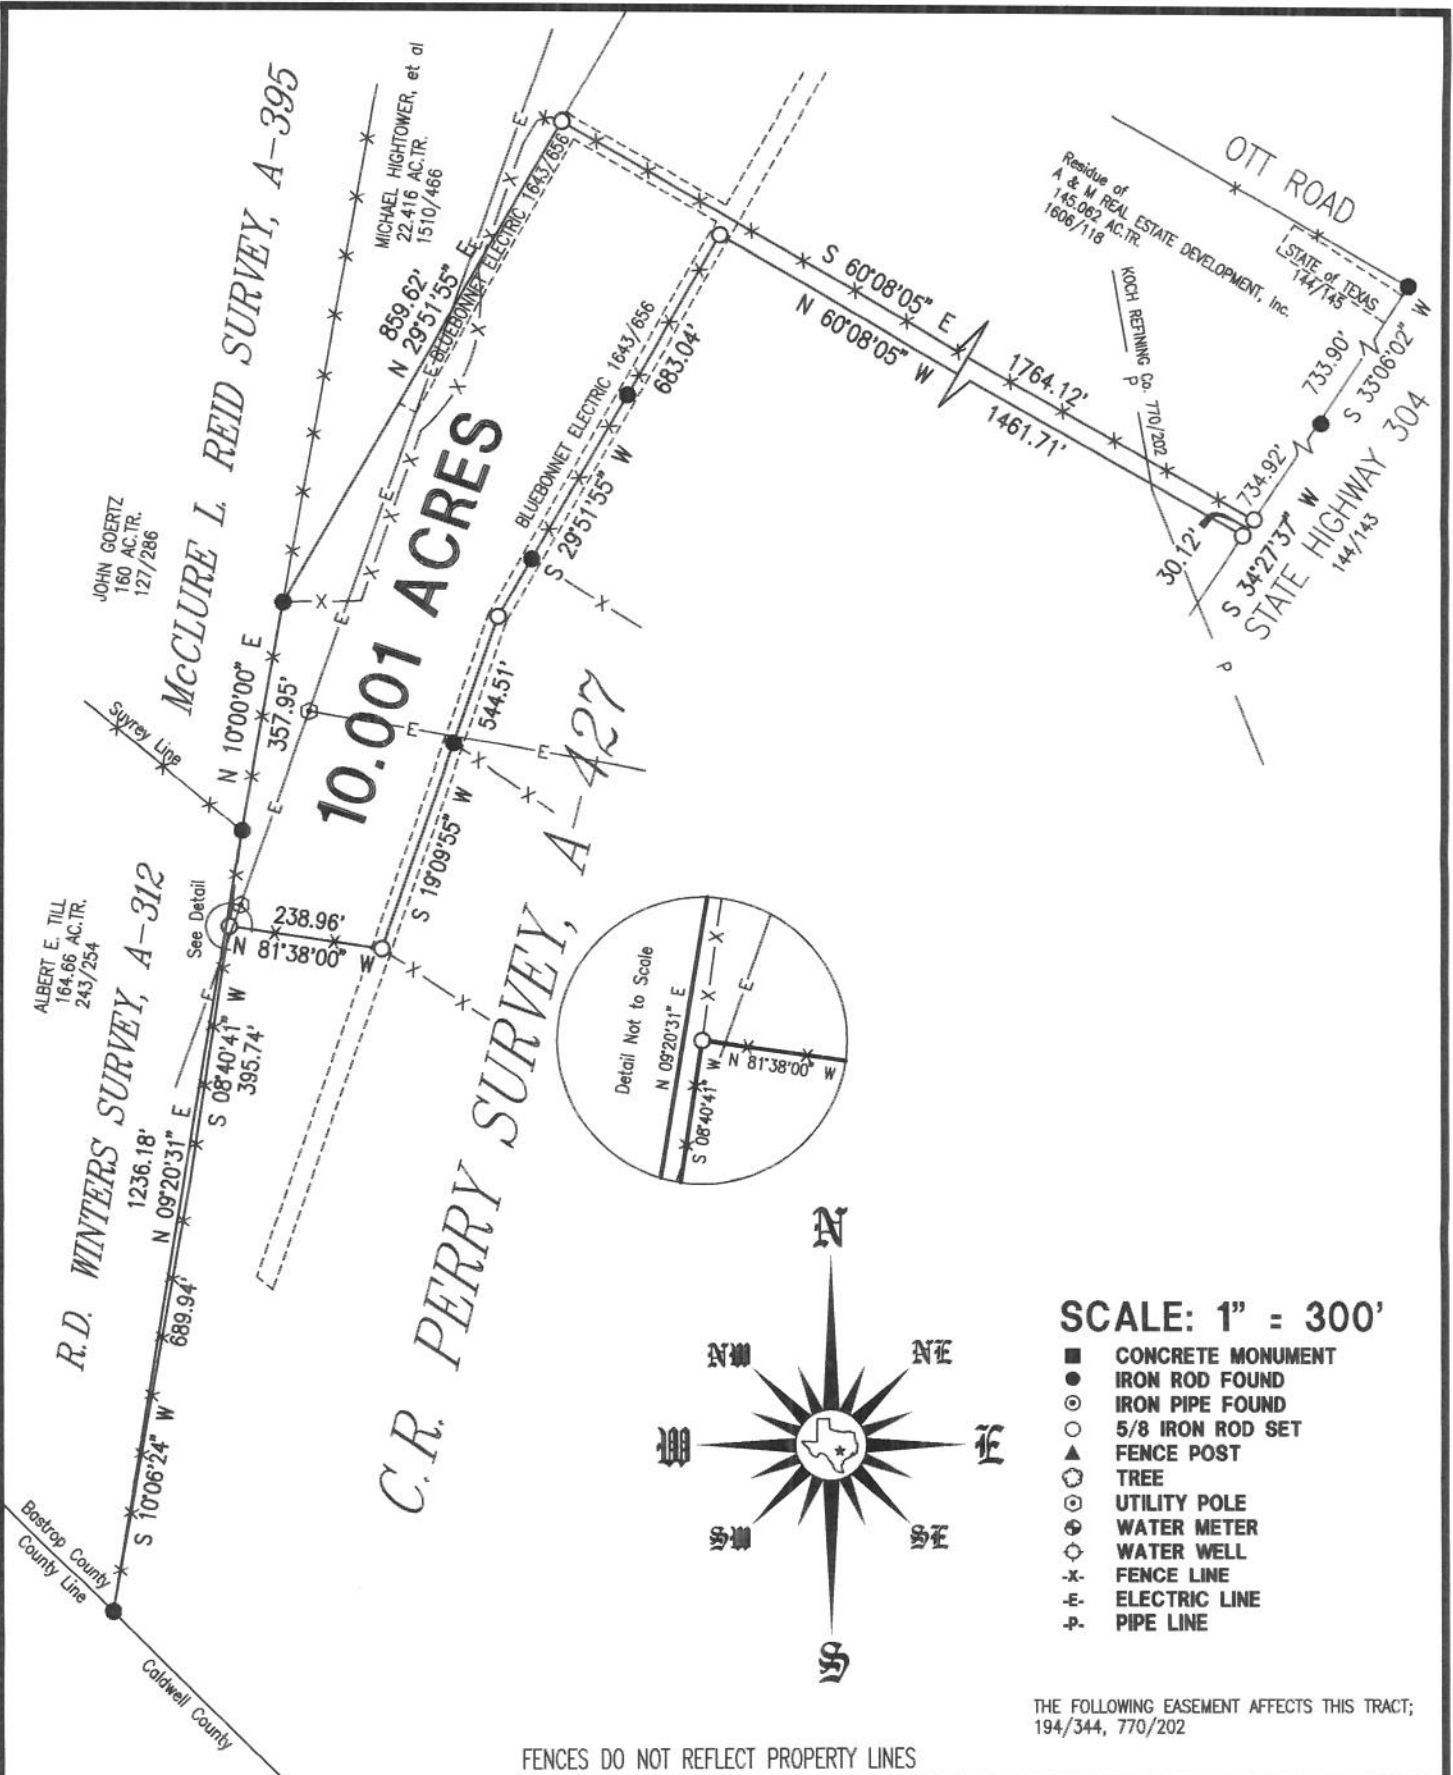 McCLURE L. REID SURVEY, A-395
MICHAEL HIGHTOWER, et al
22.416 AC.TR.
1510/466
859.62'
N 29°51'55" E
BLUEBONNET ELECTRIC 1643/656
OTT ROAD
Residue of
A & M REAL ESTATE DEVELOPMENT, Inc.
145.062 AC.TR.
1606/118
STATE of TEXAS
144/145
S 60°08'05" E
1764.12'
N 60°08'05" W
1461.71'
KOCH REFINING Co. 770/202
P
733.90'
S 33°06'02" W
734.92'
S 34°27'37" W
30.12'
STATE HIGHWAY 304
144/143
P
BLUEBONNET ELECTRIC 1643/656
683.04'
S 29°51'55" W
JOHN GOERTZ
160 AC.TR.
127/286
10.001 ACRES
N 10°00'00" E
357.95'
Suyrey Line
544.51'
S 19°09'55" W
ALBERT E. TILL
164.66 AC.TR.
243/254
R.D. WINTERS SURVEY, A-312
See Detail
238.96'
N 81°38'00" W
C.R. PERRY SURVEY, A-427
S 08°40'41" W
395.74'
1236.18'
N 09°20'31" E
689.94'
S 10°06'24" W
Detail Not to Scale
N 09°20'31" E
X
E
X
N 81°38'00" W
S 08°40'41" W
Bastrop County
County Line
Caldwell County
N
NW
NE
W
E
SW
SE
S
SCALE: 1" = 300'
CONCRETE MONUMENT
IRON ROD FOUND
IRON PIPE FOUND
5/8 IRON ROD SET
FENCE POST
TREE
UTILITY POLE
WATER METER
WATER WELL
-X- FENCE LINE
-E- ELECTRIC LINE
-P- PIPE LINE
THE FOLLOWING EASEMENT AFFECTS THIS TRACT;
194/344, 770/202
FENCES DO NOT REFLECT PROPERTY LINES